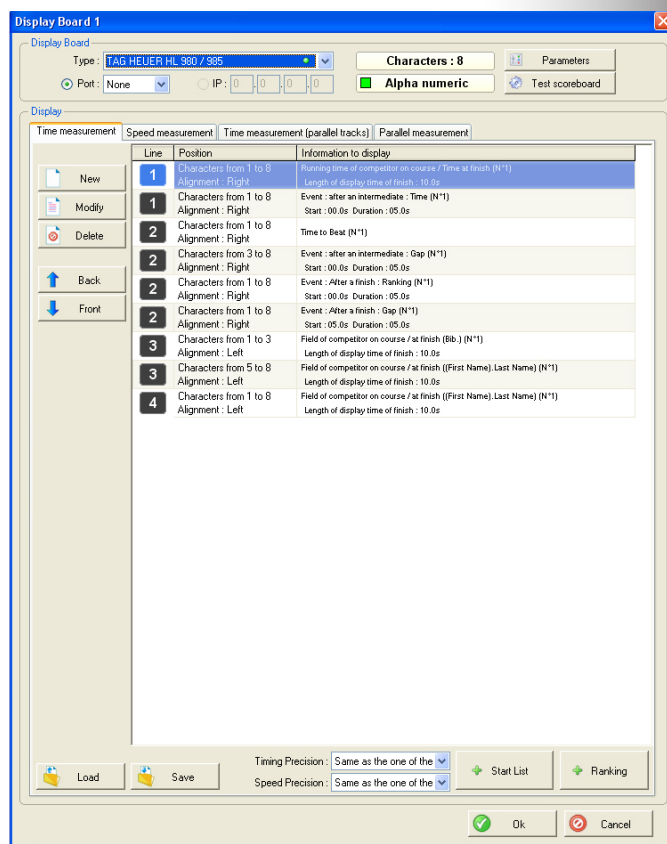 Display Board 1
Display Board
Type : TAG HEUER HL 980 / 985
Characters : 8
Parameters
Port : None
IP : 0 . 0 . 0 . 0
Alpha numeric
Test scoreboard
Display
Time measurement Speed measurement Time measurement (parallel tracks) Parallel measurement
Line Position Information to display
New
Modify
Delete
Back
Front
1 Characters from 1 to 8 Running time of competitor on course / Time at finish (N°1)
Alignment : Right Length of display time of finish : 10.0s
1 Characters from 1 to 8 Event : after an intermediate : Time (N°1)
Alignment : Right Start : 00.0s Duration : 05.0s
2 Characters from 1 to 8 Time to Beat (N°1)
Alignment : Right
2 Characters from 3 to 8 Event : after an intermediate : Gap (N°1)
Alignment : Right Start : 00.0s Duration : 05.0s
2 Characters from 1 to 8 Event : After a finish : Ranking (N°1)
Alignment : Right Start : 00.0s Duration : 05.0s
2 Characters from 1 to 8 Event : After a finish : Gap (N°1)
Alignment : Right Start : 05.0s Duration : 05.0s
3 Characters from 1 to 3 Field of competitor on course / at finish (Bib.) (N°1)
Alignment : Left Length of display time of finish : 10.0s
3 Characters from 5 to 8 Field of competitor on course / at finish ((First Name).Last Name) (N°1)
Alignment : Left Length of display time of finish : 10.0s
4 Characters from 1 to 8 Field of competitor on course / at finish ((First Name).Last Name) (N°1)
Alignment : Left Length of display time of finish : 10.0s
Load
Save
Timing Precision : Same as the one of the
Speed Precision : Same as the one of the
Start List
Ranking
Ok
Cancel